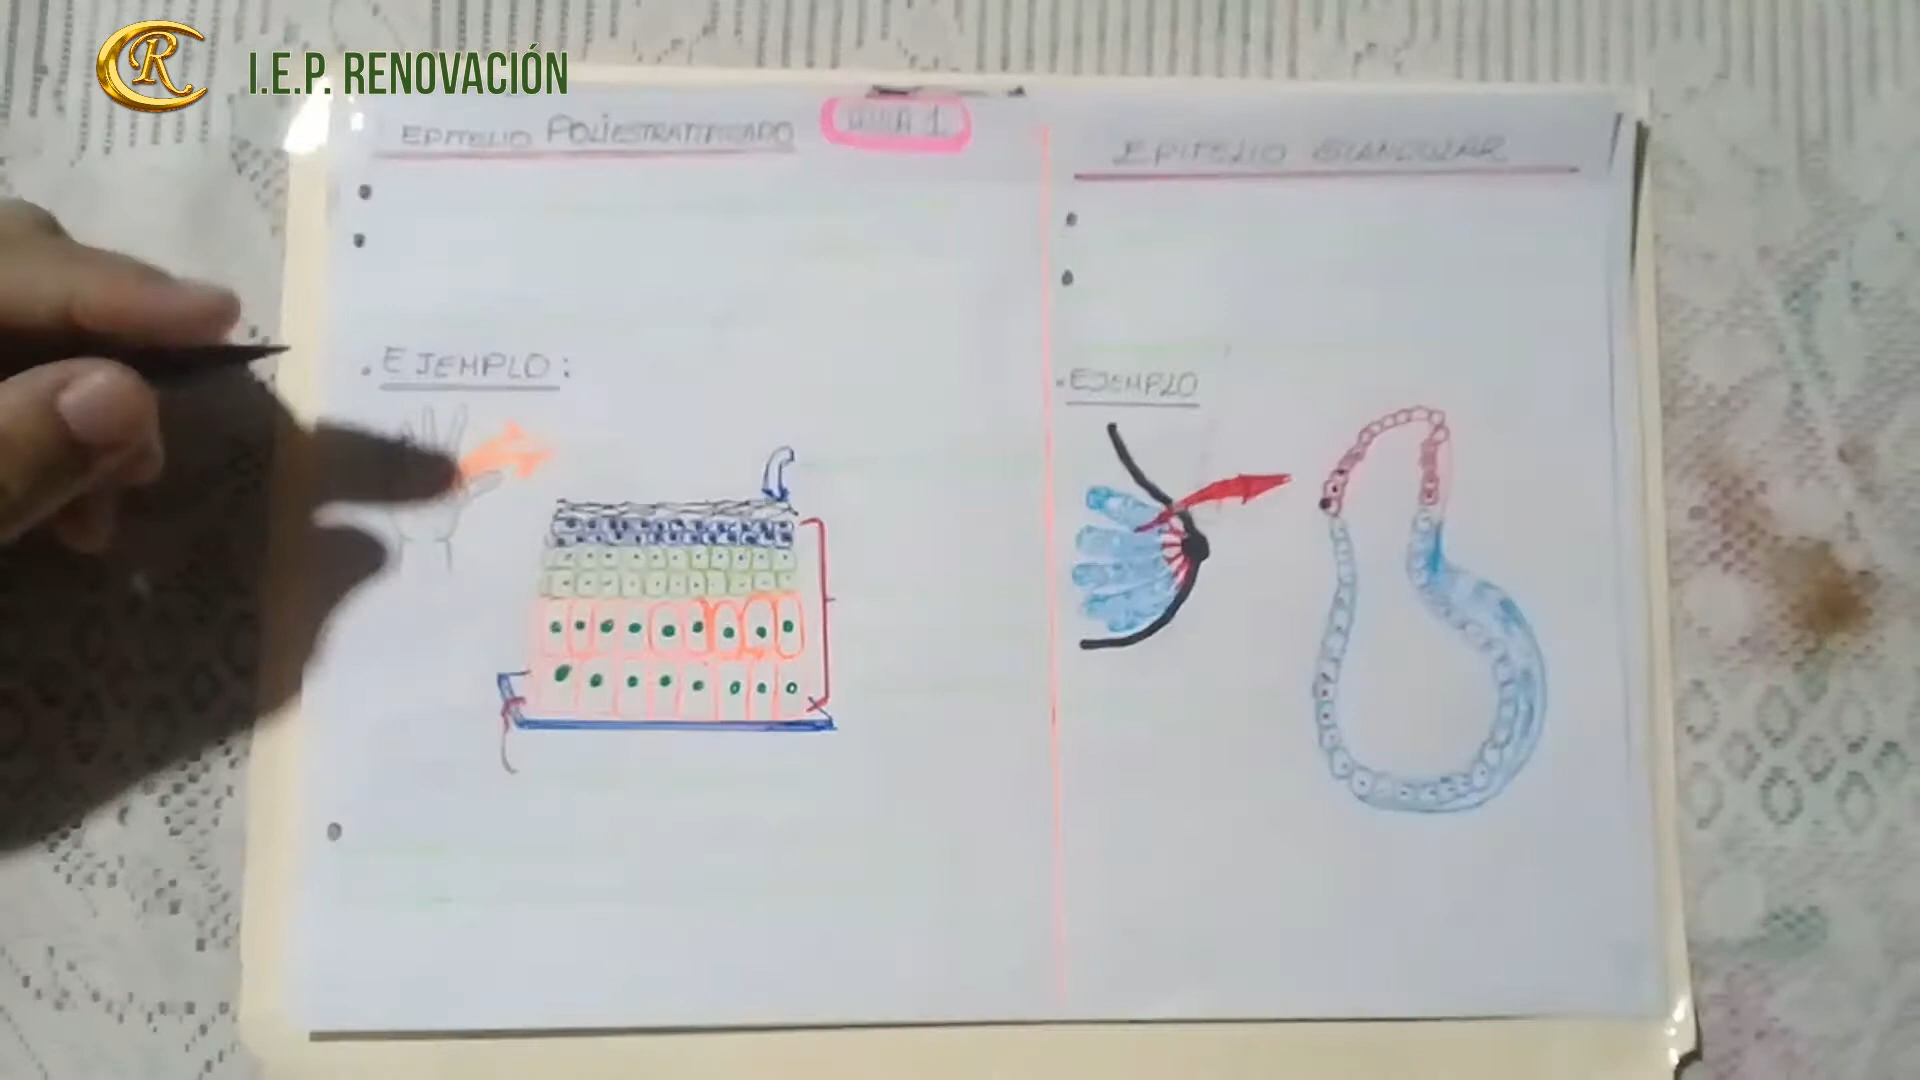 I.E.P. RENOVACIÓN
EPITELIO POLIESTRATIFICADO
EPITELIO GLANDULAR
• EJEMPLO:
• EJEMPLO